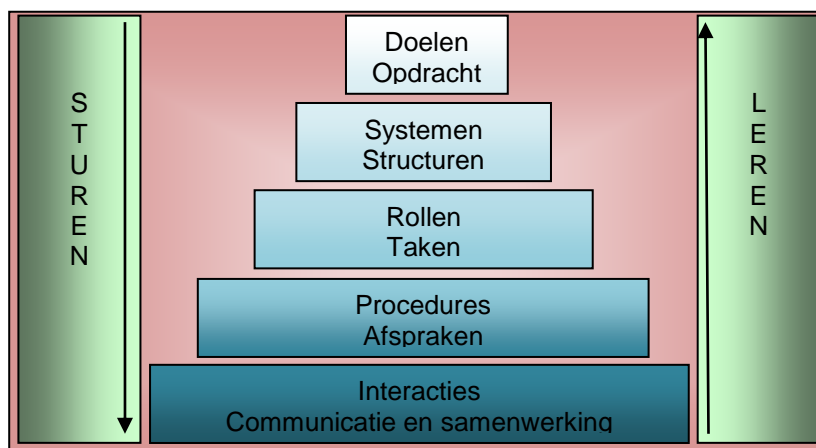 STUREN
Doelen
Opdracht
Systemen
Structuren
Rollen
Taken
Procedures
Afspraken
Interacties
Communicatie en samenwerking
LEREN